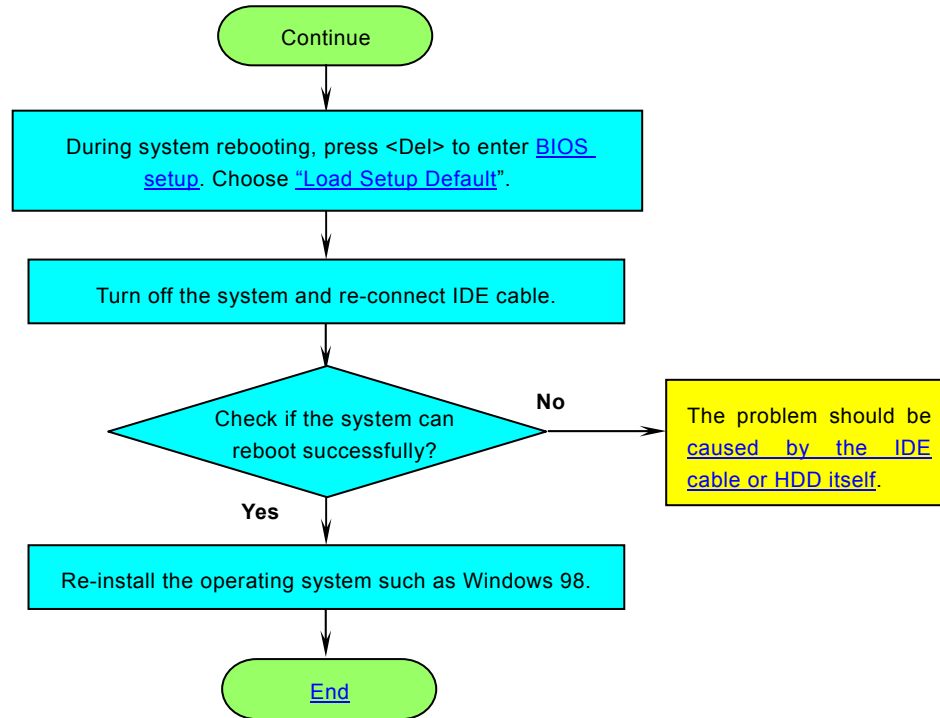 Continue
During system rebooting, press <Del> to enter BIOS
setup. Choose “Load Setup Default”.
Turn off the system and re-connect IDE cable.
Check if the system can
reboot successfully?
No
The problem should be
caused by the IDE
cable or HDD itself.
Yes
Re-install the operating system such as Windows 98.
End